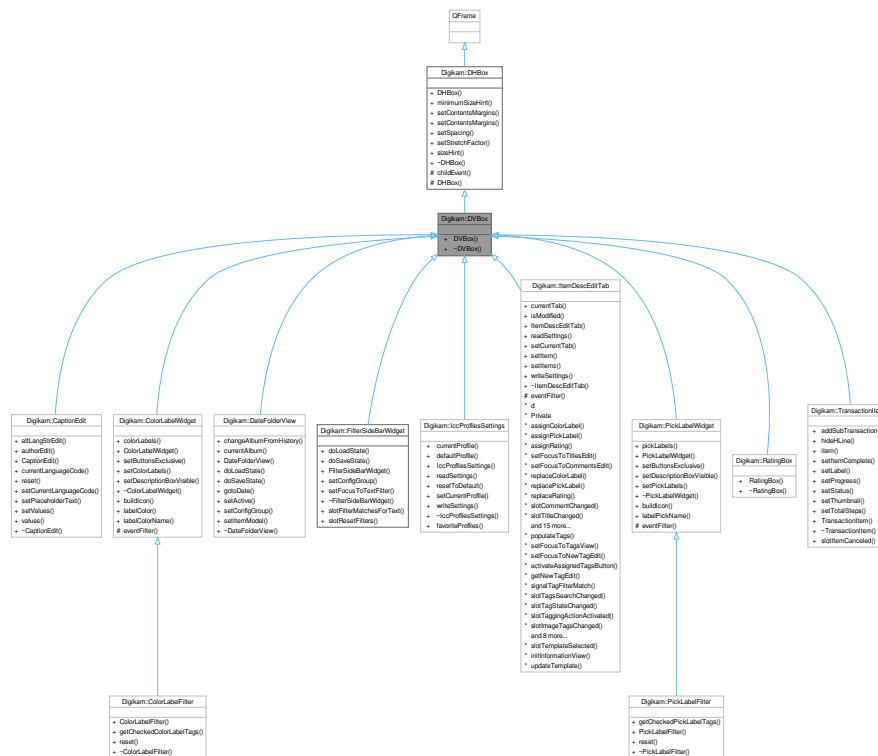 QFrame
Digikam::DHBox
+ DHBox()
+ minimumSizeHint()
+ setContentsMargins()
+ setContentsMargins()
+ setSpacing()
+ setStretchFactor()
+ sizeHint()
+ ~DHBox()
# childEvent()
# DHBox()
Digikam::DVBox
+ DVBox()
+ ~DVBox()
Digikam::ItemDescEditTab
+ currentTab()
+ isModified()
+ ItemDescEditTab()
+ readSettings()
+ setCurrentTab()
+ setItem()
+ setItems()
+ writeSettings()
+ ~ItemDescEditTab()
# eventFilter()
* d
* Private
* assignColorLabel()
* assignPickLabel()
* assignRating()
* setFocusToTitlesEdit()
* setFocusToCommentsEdit()
* replaceColorLabel()
* replacePickLabel()
* replaceRating()
* slotCommentChanged()
* slotTitleChanged()
and 15 more...
* populateTags()
* setFocusToTagsView()
* setFocusToNewTagEdit()
* activateAssignedTagsButton()
* getNewTagEdit()
* signalTagFilterMatch()
* slotTagsSearchChanged()
* slotTagStateChanged()
* slotTaggingActionActivated()
* slotImageTagsChanged()
and 8 more...
* slotTemplateSelected()
* initInformationView()
* updateTemplate()
Digikam::CaptionEdit
+ altLangStrEdit()
+ authorEdit()
+ CaptionEdit()
+ currentLanguageCode()
+ reset()
+ setCurrentLanguageCode()
+ setPlaceholderText()
+ setValues()
+ values()
+ ~CaptionEdit()
Digikam::ColorLabelWidget
+ colorLabels()
+ ColorLabelWidget()
+ setButtonsExclusive()
+ setColorLabels()
+ setDescriptionBoxVisible()
+ ~ColorLabelWidget()
+ buildIcon()
+ labelColor()
+ labelColorName()
# eventFilter()
Digikam::DateFolderView
+ changeAlbumFromHistory()
+ currentAlbum()
+ DateFolderView()
+ doLoadState()
+ doSaveState()
+ gotoDate()
+ setActive()
+ setConfigGroup()
+ setItemModel()
+ ~DateFolderView()
Digikam::FilterSideBarWidget
+ doLoadState()
+ doSaveState()
+ FilterSideBarWidget()
+ setConfigGroup()
+ setFocusToTextFilter()
+ ~FilterSideBarWidget()
+ slotFilterMatchesForText()
+ slotResetFilters()
Digikam::IccProfilesSettings
+ currentProfile()
+ defaultProfile()
+ IccProfilesSettings()
+ readSettings()
+ resetToDefault()
+ setCurrentProfile()
+ writeSettings()
+ ~IccProfilesSettings()
+ favoriteProfiles()
Digikam::PickLabelWidget
+ pickLabels()
+ PickLabelWidget()
+ setButtonsExclusive()
+ setDescriptionBoxVisible()
+ setPickLabels()
+ ~PickLabelWidget()
+ buildIcon()
+ labelPickName()
# eventFilter()
Digikam::RatingBox
+ RatingBox()
+ ~RatingBox()
Digikam::TransactionIte
+ addSubTransaction
+ hideHLine()
+ item()
+ setItemComplete()
+ setLabel()
+ setProgress()
+ setStatus()
+ setThumbnail()
+ setTotalSteps()
+ TransactionItem()
+ ~TransactionItem()
+ slotItemCanceled()
Digikam::ColorLabelFilter
+ ColorLabelFilter()
+ getCheckedColorLabelTags()
+ reset()
+ ~ColorLabelFilter()
Digikam::PickLabelFilter
+ getCheckedPickLabelTags()
+ PickLabelFilter()
+ reset()
+ ~PickLabelFilter()